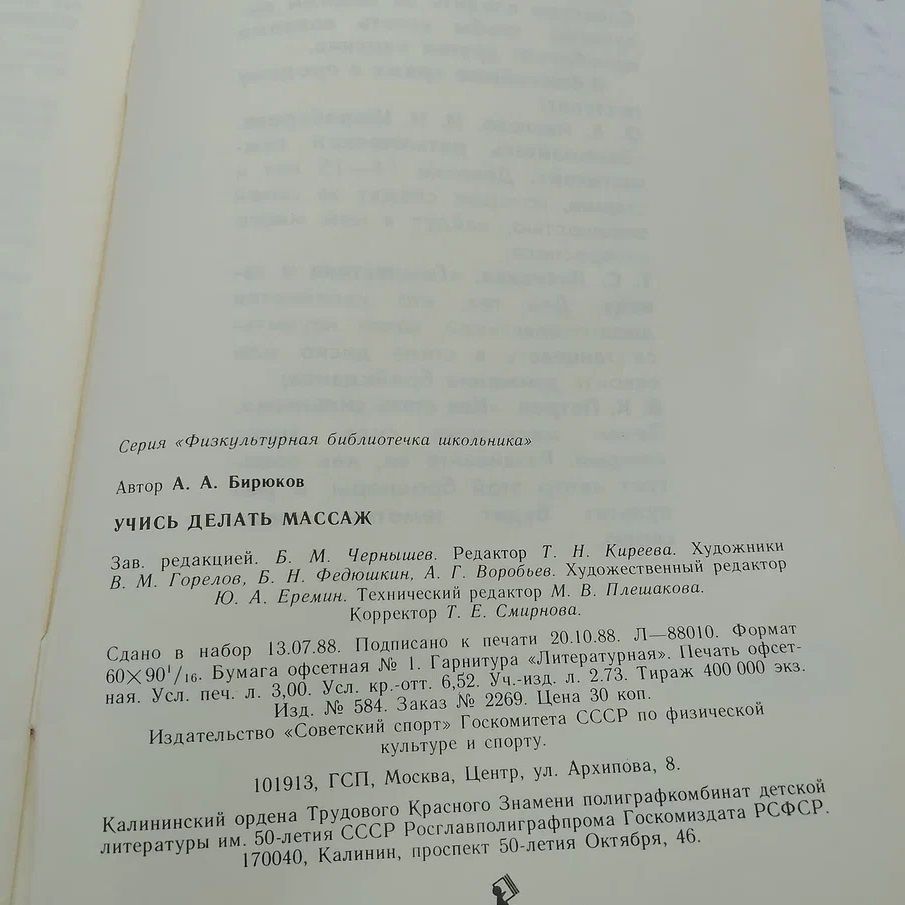 Серия «Физкультурная библиотечка школьника»
Автор А. А. Бирюков
УЧИСЬ ДЕЛАТЬ МАССАЖ
Зав. редакцией. Б. М. Чернышев. Редактор Т. Н. Киреева. Художники
В. М. Горелов, Б. Н. Федюшкин, А. Г. Воробьев. Художественный редактор
Ю. А. Еремин. Технический редактор М. В. Плешакова.
Корректор Т. Е. Смирнова.
Сдано в набор 13.07.88. Подписано к печати 20.10.88. Л—88010. Формат
60×90¹/₁₆. Бумага офсетная № 1. Гарнитура «Литературная». Печать офсет-
ная. Усл. печ. л. 3,00. Усл. кр.-отт. 6,52. Уч.-изд. л. 2.73. Тираж 400 000 экз.
Изд. № 584. Заказ № 2269. Цена 30 коп.
Издательство «Советский спорт» Госкомитета СССР по физической
культуре и спорту.
101913, ГСП, Москва, Центр, ул. Архипова, 8.
Калининский ордена Трудового Красного Знамени полиграфкомбинат детской
литературы им. 50-летия СССР Росглавполиграфпрома Госкомиздата РСФСР.
170040, Калинин, проспект 50-летия Октября, 46.